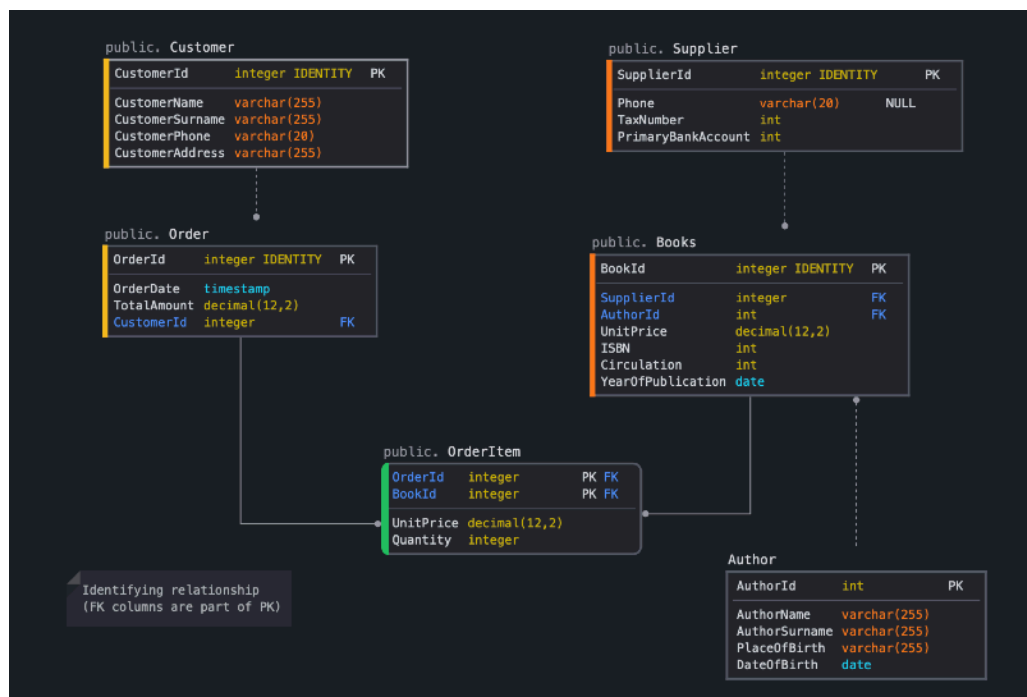 public. Customer
CustomerId integer IDENTITY PK
CustomerName varchar(255)
CustomerSurname varchar(255)
CustomerPhone varchar(20)
CustomerAddress varchar(255)
public. Supplier
SupplierId integer IDENTITY PK
Phone varchar(20) NULL
TaxNumber int
PrimaryBankAccount int
public. Order
OrderId integer IDENTITY PK
OrderDate timestamp
TotalAmount decimal(12,2)
CustomerId integer FK
public. Books
BookId integer IDENTITY PK
SupplierId integer FK
AuthorId int FK
UnitPrice decimal(12,2)
ISBN int
Circulation int
YearOfPublication date
public. OrderItem
OrderId integer PK FK
BookId integer PK FK
UnitPrice decimal(12,2)
Quantity integer
Identifying relationship
(FK columns are part of PK)
Author
AuthorId int PK
AuthorName varchar(255)
AuthorSurname varchar(255)
PlaceOfBirth varchar(255)
DateOfBirth date